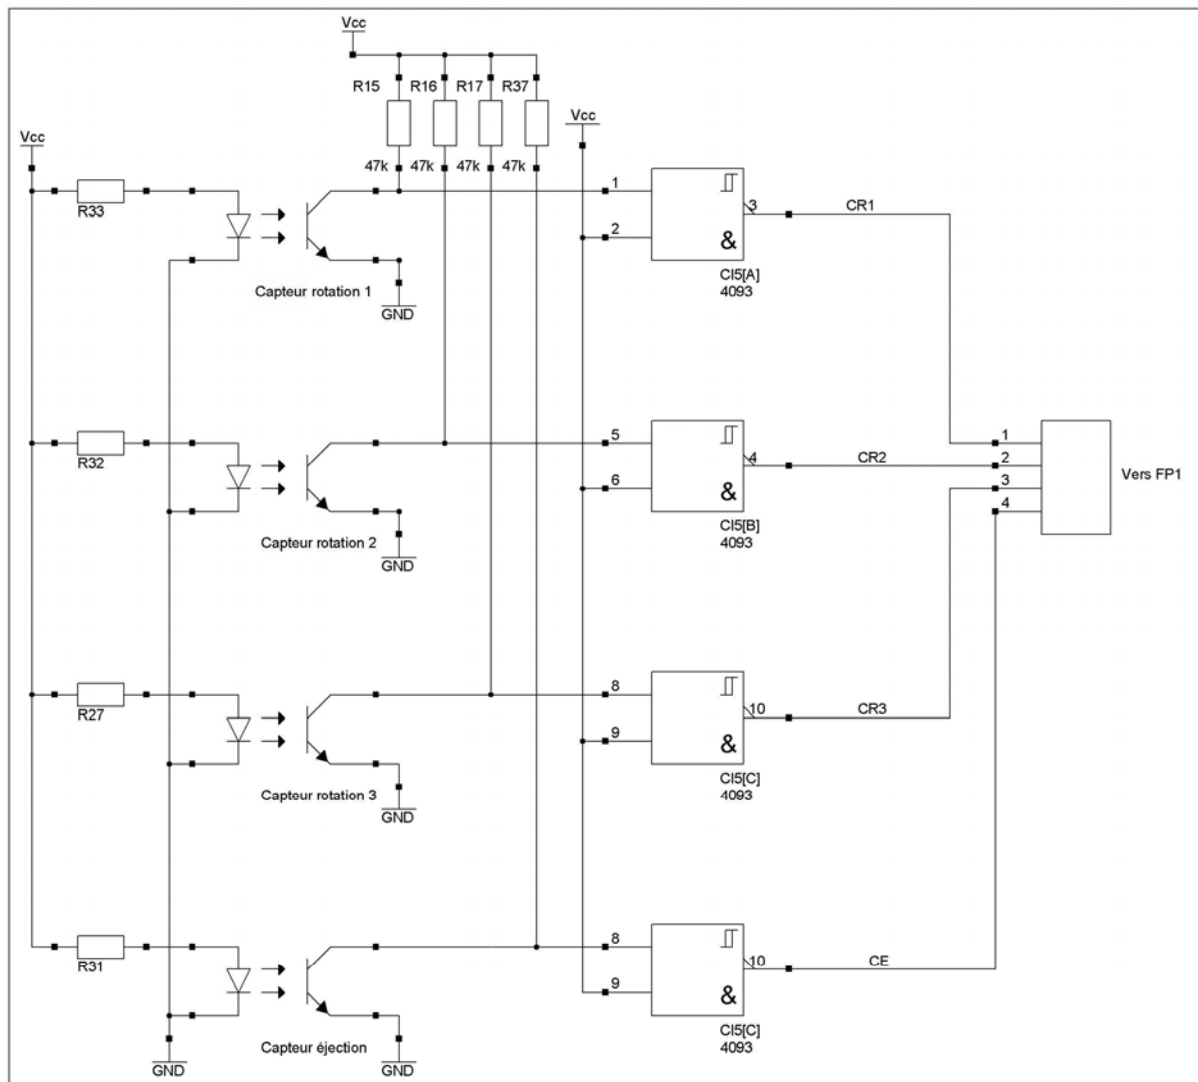 Vcc
R15 R16 R17 R37
Vcc
Vcc
47k 47k 47k 47k
R33
1
2
3
CR1
&
CI5[A]
4093
Capteur rotation 1
GND
R32
5
6
4
CR2
&
CI5[B]
4093
Capteur rotation 2
GND
1
2
3
4
Vers FP1
R27
8
9
10
CR3
&
CI5[C]
4093
Capteur rotation 3
GND
R31
8
9
10
CE
&
CI5[C]
4093
Capteur éjection
GND
GND